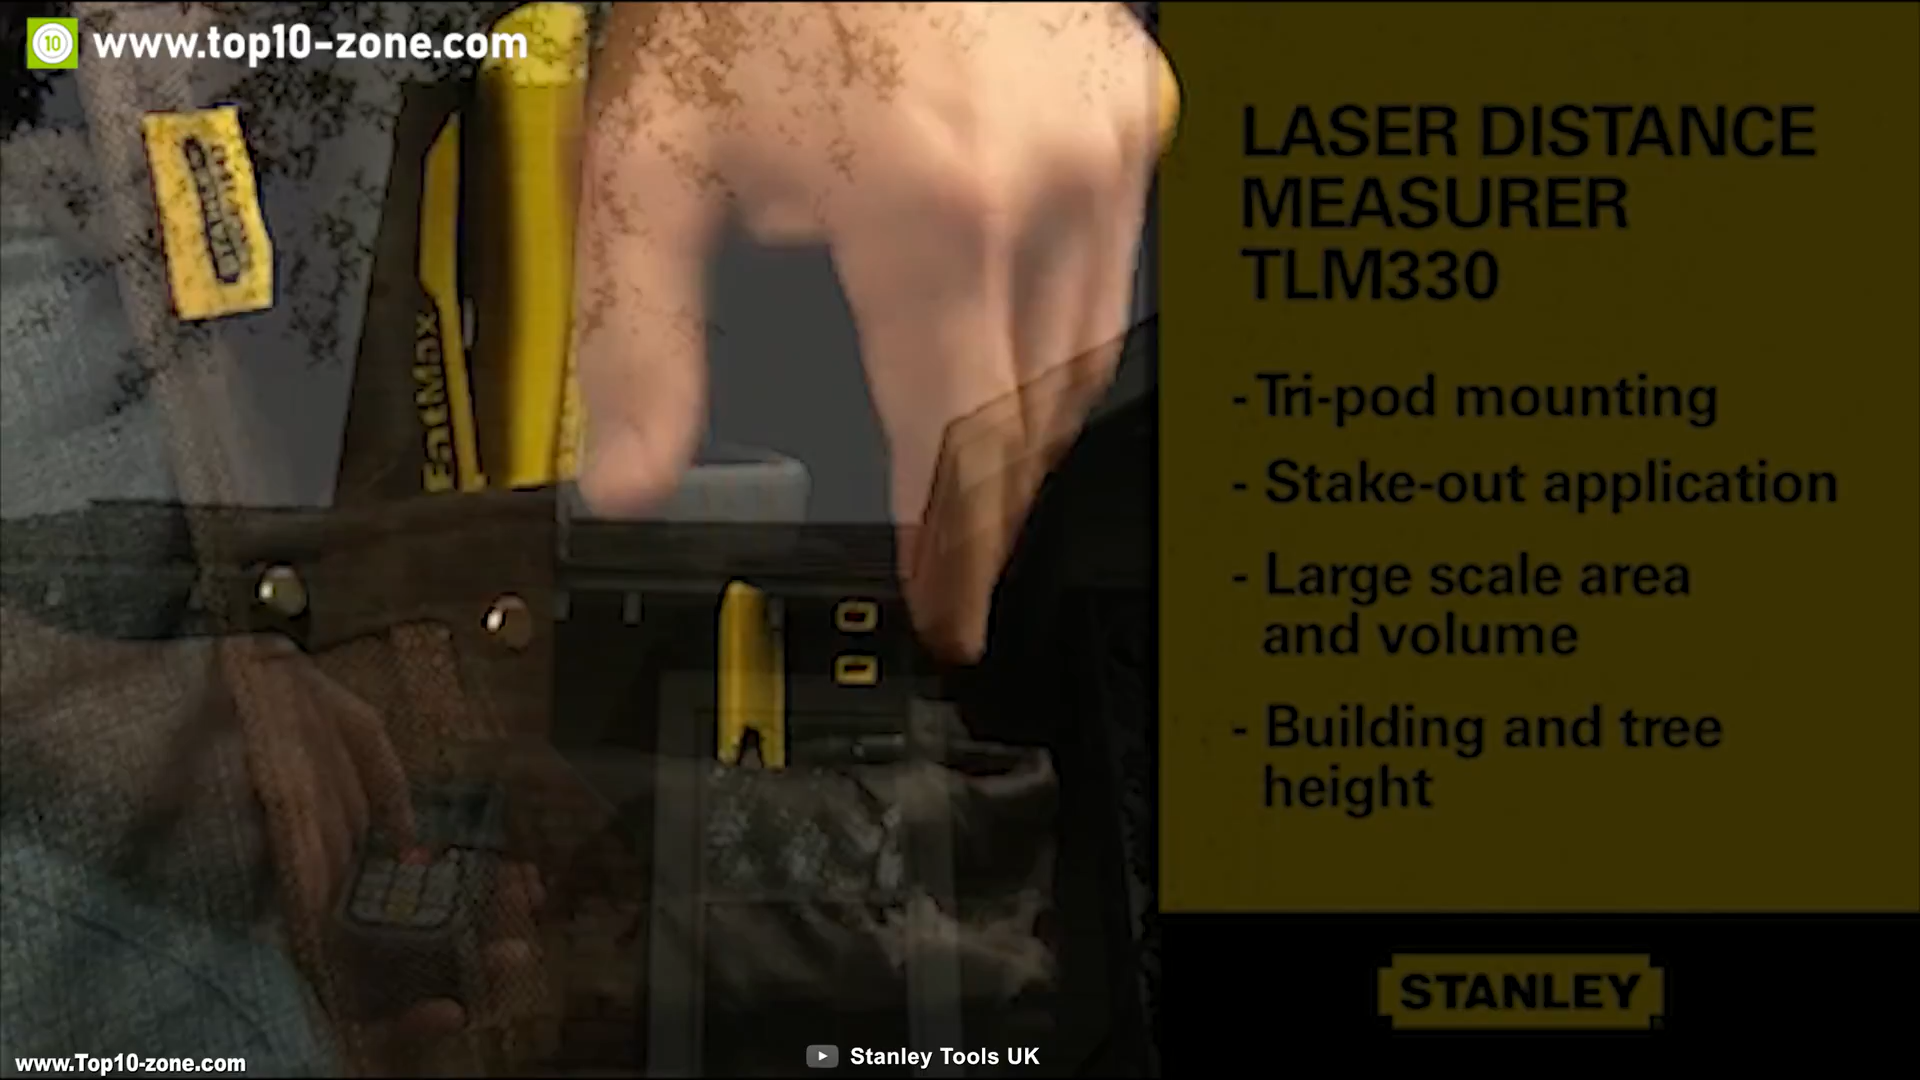 10 www.top10-zone.com
FatMax
LASER DISTANCE
MEASURER
TLM330
- Tri-pod mounting
- Stake-out application
- Large scale area
and volume
- Building and tree
height
STANLEY
www.Top10-zone.com
Stanley Tools UK